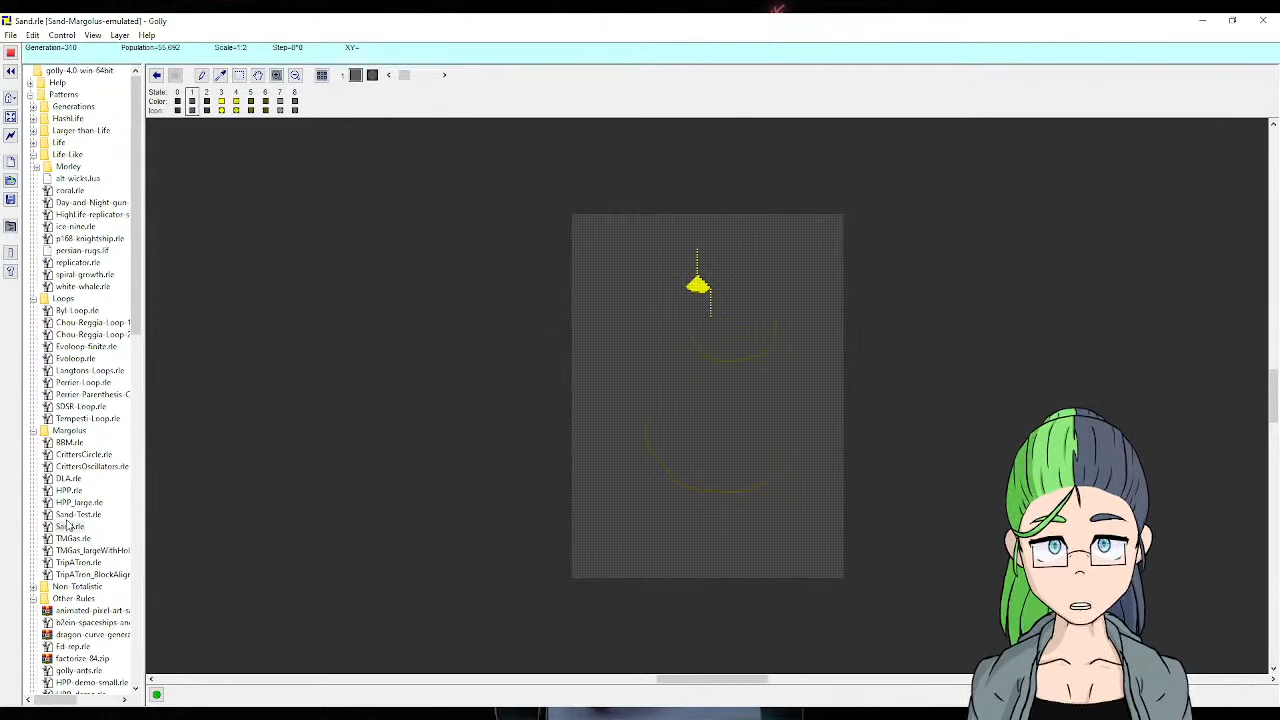 Sand.rle [Sand-Margolus-emulated] - Golly
File Edit Control View Layer Help
Generation=310 Population=55,692 Scale=1:2 Step=8^0 XY=
golly-4.0-win-64bit
Help
Patterns
Generations
HashLife
Larger-than-Life
Life
Life-Like
Morley
alt-wicks.lua
coral.rle
Day-and-Night-gun-
HighLife-replicator-s
ice-nine.rle
p168-knightship.rle
persian-rugs.lif
replicator.rle
spiral-growth.rle
white-whale.rle
Loops
Byl-Loop.rle
Chou-Reggia-Loop-1
Chou-Reggia-Loop-2
Evoloop-finite.rle
Evoloop.rle
Langtons-Loops.rle
Perrier-Loop.rle
Perrier-Parenthesis-C
SDSR-Loop.rle
Tempesti-Loop.rle
Margolus
BBM.rle
CrittersCircle.rle
CrittersOscillators.rle
DLA.rle
HPP.rle
HPP_large.rle
Sand-Test.rle
Sand.rle
TMGas.rle
TMGas_largeWithHol
TripATron.rle
TripATron_BlockAlign
Non-Totalistic
Other-Rules
animated-pixel-art-s
b2ein-spaceships-an
dragon-curve-genera
Ed-rep.rle
factorize-84.zip
golly-ants.rle
HPP-demo-small.rle
State: 0 1 2 3 4 5 6 7 8
Color:
Icon: